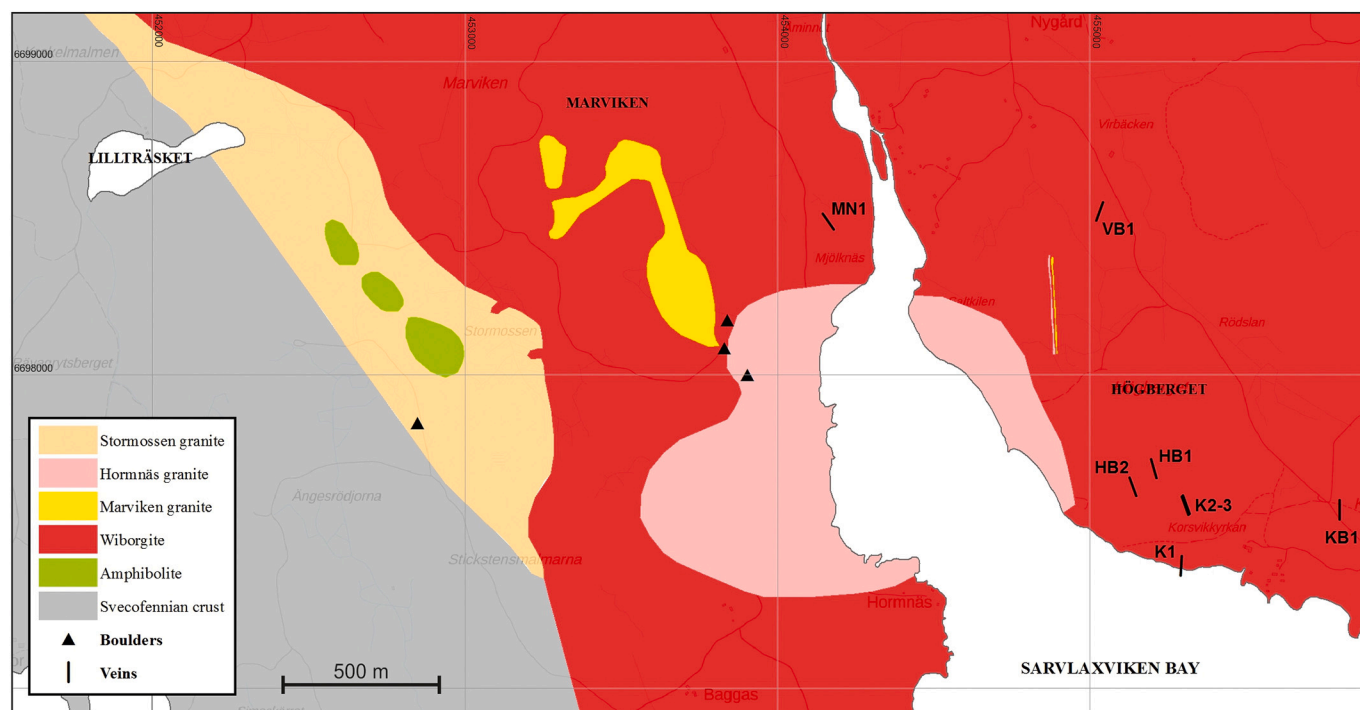 452000
453000
454000
455000
Nygård
6699000
Marviken
MARVIKEN
Virbäcken
LILLTRÄSKET
MN1
VB1
Mjölknäs
Stormossen
Rödslan
6698000
HÖGBERGET
HB1
HB2
K2-3
Korsvikkyrkan
KB1
K1
Ängesrödjorna
Stickstensmalmarna
Hormnäs
SARVLAXVIKEN BAY
Baggas
Stormossen granite
Hormnäs granite
Marviken granite
Wiborgite
Amphibolite
Svecofennian crust
Boulders
Veins
500 m